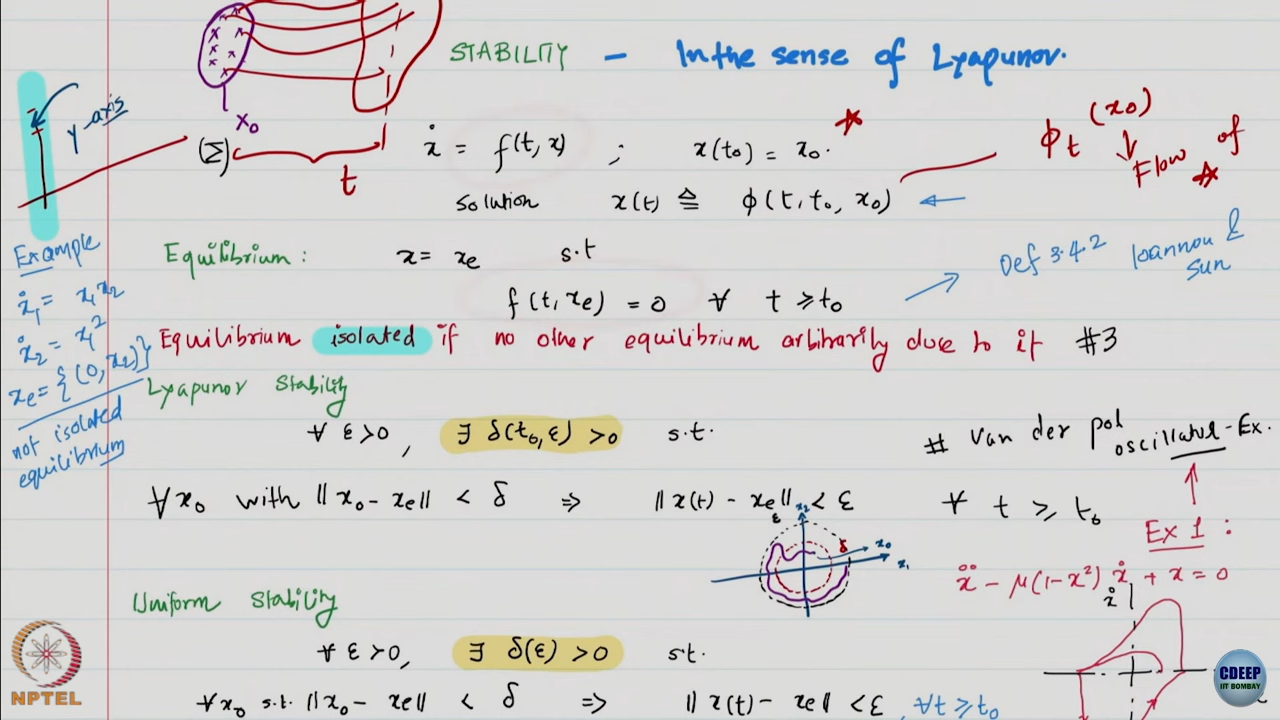 STABILITY – In the sense of Lyapunov.
y-axis
x₀
(Σ)
t
ẋ = f(t, x) ; x(t₀) = x₀. ☆
ϕt (x₀)
Flow of ☆
Solution x(t) ≜ ϕ(t, t₀, x₀) ←
Equilibrium: x = xe s.t
f(t, xe) = 0 ∀ t ≥ t₀
Def 3.4.2 Ioannou &
Sun
Example
ẋ₁ = x₁x₂
ẋ₂ = x₁²
xe = {(0, x₂)}
not isolated
equilibrium
Equilibrium isolated if no other equilibrium arbitrarily close to it #3
Lyapunov Stability
∀ ε>0, ∃ δ(t₀, ε) >0 s.t.
# Van der pol
oscillator-Ex.
∀x₀ with ||x₀ - xe|| < δ ⇒ ||x(t) - xe|| < ε ∀ t ≥ t₀
x₂
ε
δ
x₀
x₁
Ex 1 :
ẍ - μ(1-x²) ẋ + x = 0
ẋ
Uniform Stability
∀ ε>0, ∃ δ(ε) >0 s.t.
∀x₀ s.t. ||x₀ - xe|| < δ ⇒ ||x(t) - xe|| < ε, ∀t ≥ t₀
NPTEL
CDEEP
IIT BOMBAY